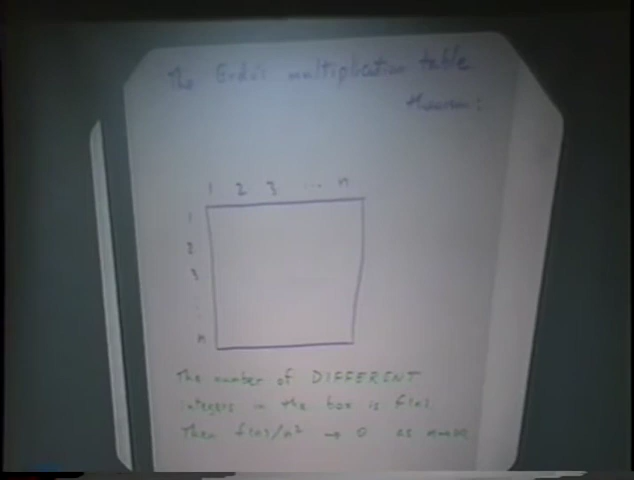 The Erdős multiplication table
theorem:
1 2 3 ... n
1
2
3
:
n
The number of DIFFERENT
integers in the box is f(n).
Then f(n)/n² → 0 as